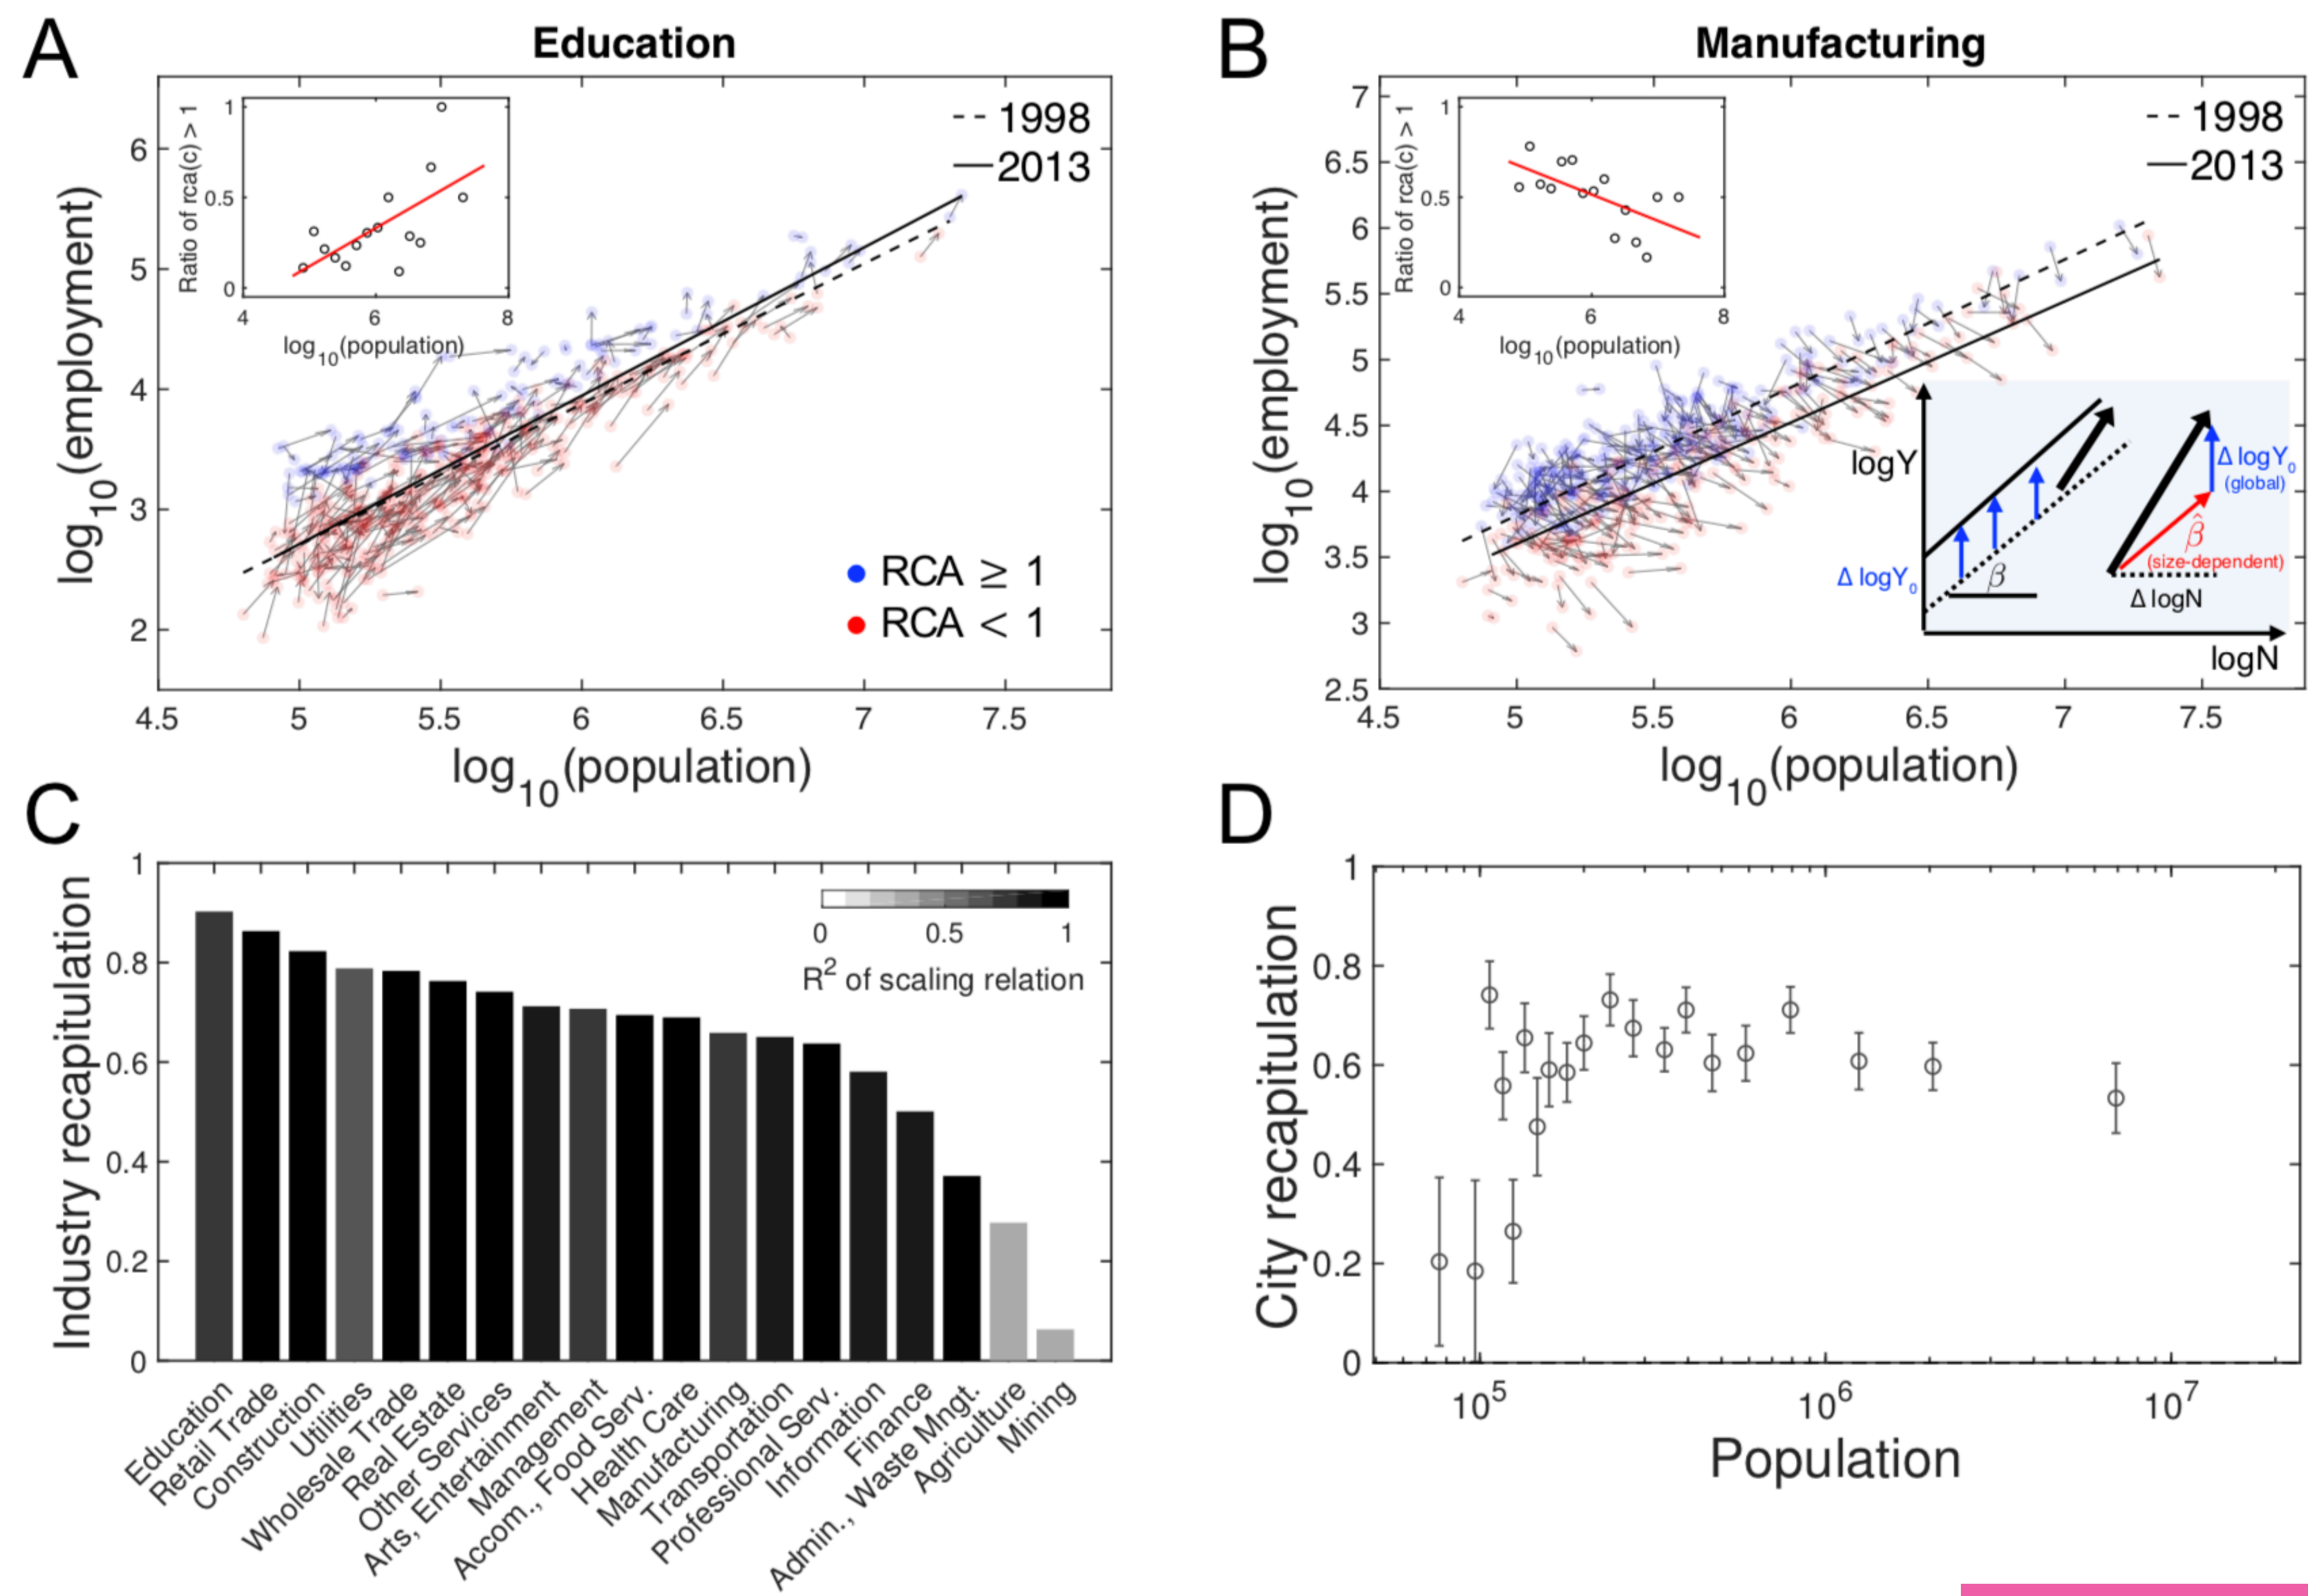 A
Education
1998
2013
Ratio of rca(c) > 1
1
0.5
0
4 6 8
log10(population)
RCA ≥ 1
RCA < 1
log10(employment)
6
5
4
3
2
4.5 5 5.5 6 6.5 7 7.5
log10(population)
B
Manufacturing
1998
2013
Ratio of rca(c) > 1
1
0.5
0
4 6 8
log10(population)
log10(employment)
7
6.5
6
5.5
5
4.5
4
3.5
3
2.5
logY
Δ logY0
β
Δ logY0
(global)
β̂
(size-dependent)
Δ logN
logN
4.5 5 5.5 6 6.5 7 7.5
log10(population)
C
Industry recapitulation
1
0.8
0.6
0.4
0.2
0
0 0.5 1
R2 of scaling relation
Education
Retail Trade
Construction
Utilities
Wholesale Trade
Real Estate
Other Services
Arts, Entertainment
Management
Accom., Food Serv.
Health Care
Manufacturing
Transportation
Professional Serv.
Information
Finance
Admin., Waste Mngt.
Agriculture
Mining
D
City recapitulation
1
0.8
0.6
0.4
0.2
0
10^5 10^6 10^7
Population